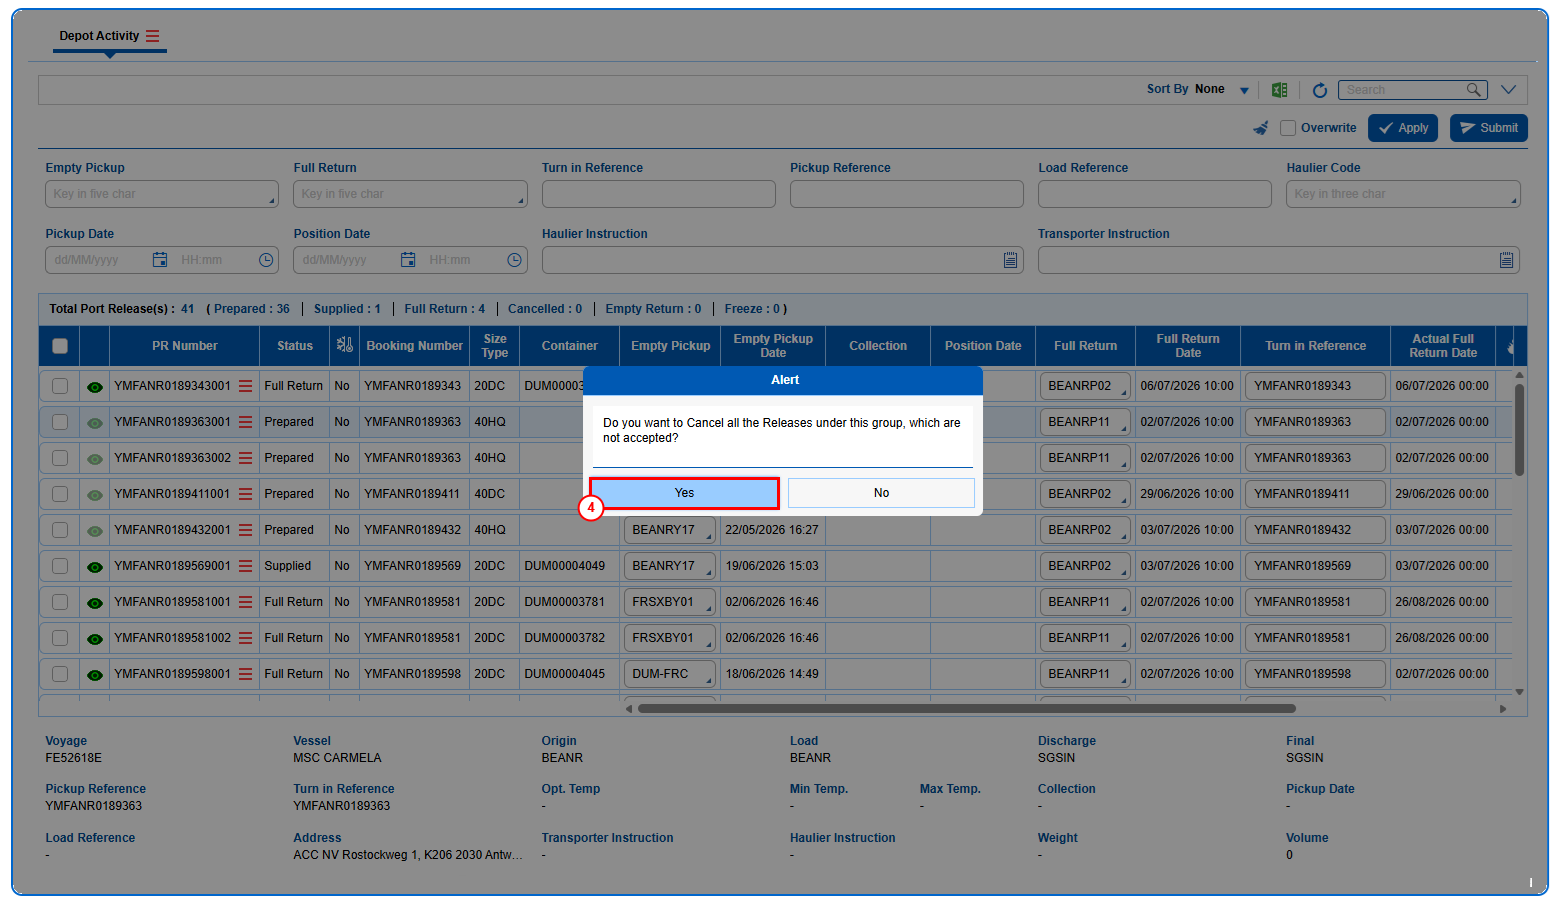 Depot Activity
Sort By None Search
Overwrite Apply Submit
Empty Pickup Full Return Turn in Reference Pickup Reference Load Reference Haulier Code
Key in five char Key in five char Key in three char
Pickup Date Position Date Haulier Instruction Transporter Instruction
dd/MM/yyyy HH:mm dd/MM/yyyy HH:mm
Total Port Release(s) : 41 ( Prepared : 36 | Supplied : 1 | Full Return : 4 | Cancelled : 0 | Empty Return : 0 | Freeze : 0 )
PR Number Status Booking Number Size Type Container Empty Pickup Empty Pickup Date Collection Position Date Full Return Full Return Date Turn in Reference Actual Full Return Date
YMFANR0189343001 Full Return No YMFANR0189343 20DC DUM00003 BEANRP02 06/07/2026 10:00 YMFANR0189343 06/07/2026 00:00
YMFANR0189363001 Prepared No YMFANR0189363 40HQ BEANRP11 02/07/2026 10:00 YMFANR0189363 02/07/2026 00:00
YMFANR0189363002 Prepared No YMFANR0189363 40HQ BEANRP11 02/07/2026 10:00 YMFANR0189363 02/07/2026 00:00
YMFANR0189411001 Prepared No YMFANR0189411 40DC BEANRP02 29/06/2026 10:00 YMFANR0189411 29/06/2026 00:00
YMFANR0189432001 Prepared No YMFANR0189432 40HQ BEANRY17 22/05/2026 16:27 BEANRP02 03/07/2026 10:00 YMFANR0189432 03/07/2026 00:00
YMFANR0189569001 Supplied No YMFANR0189569 20DC DUM00004049 BEANRY17 19/06/2026 15:03 BEANRP02 03/07/2026 10:00 YMFANR0189569 03/07/2026 00:00
YMFANR0189581001 Full Return No YMFANR0189581 20DC DUM00003781 FRSXBY01 02/06/2026 16:46 BEANRP11 02/07/2026 10:00 YMFANR0189581 26/08/2026 00:00
YMFANR0189581002 Full Return No YMFANR0189581 20DC DUM00003782 FRSXBY01 02/06/2026 16:46 BEANRP11 02/07/2026 10:00 YMFANR0189581 26/08/2026 00:00
YMFANR0189598001 Full Return No YMFANR0189598 20DC DUM00004045 DUM-FRC 18/06/2026 14:49 BEANRP11 02/07/2026 10:00 YMFANR0189598 02/07/2026 00:00
Alert
Do you want to Cancel all the Releases under this group, which are
not accepted?
Yes No
4
Voyage Vessel Origin Load Discharge Final
FE52618E MSC CARMELA BEANR BEANR SGSIN SGSIN
Pickup Reference Turn in Reference Opt. Temp Min Temp. Max Temp. Collection Pickup Date
YMFANR0189363 YMFANR0189363 - - - - -
Load Reference Address Transporter Instruction Haulier Instruction Weight Volume
- ACC NV Rostockweg 1, K206 2030 Antw... - - - 0